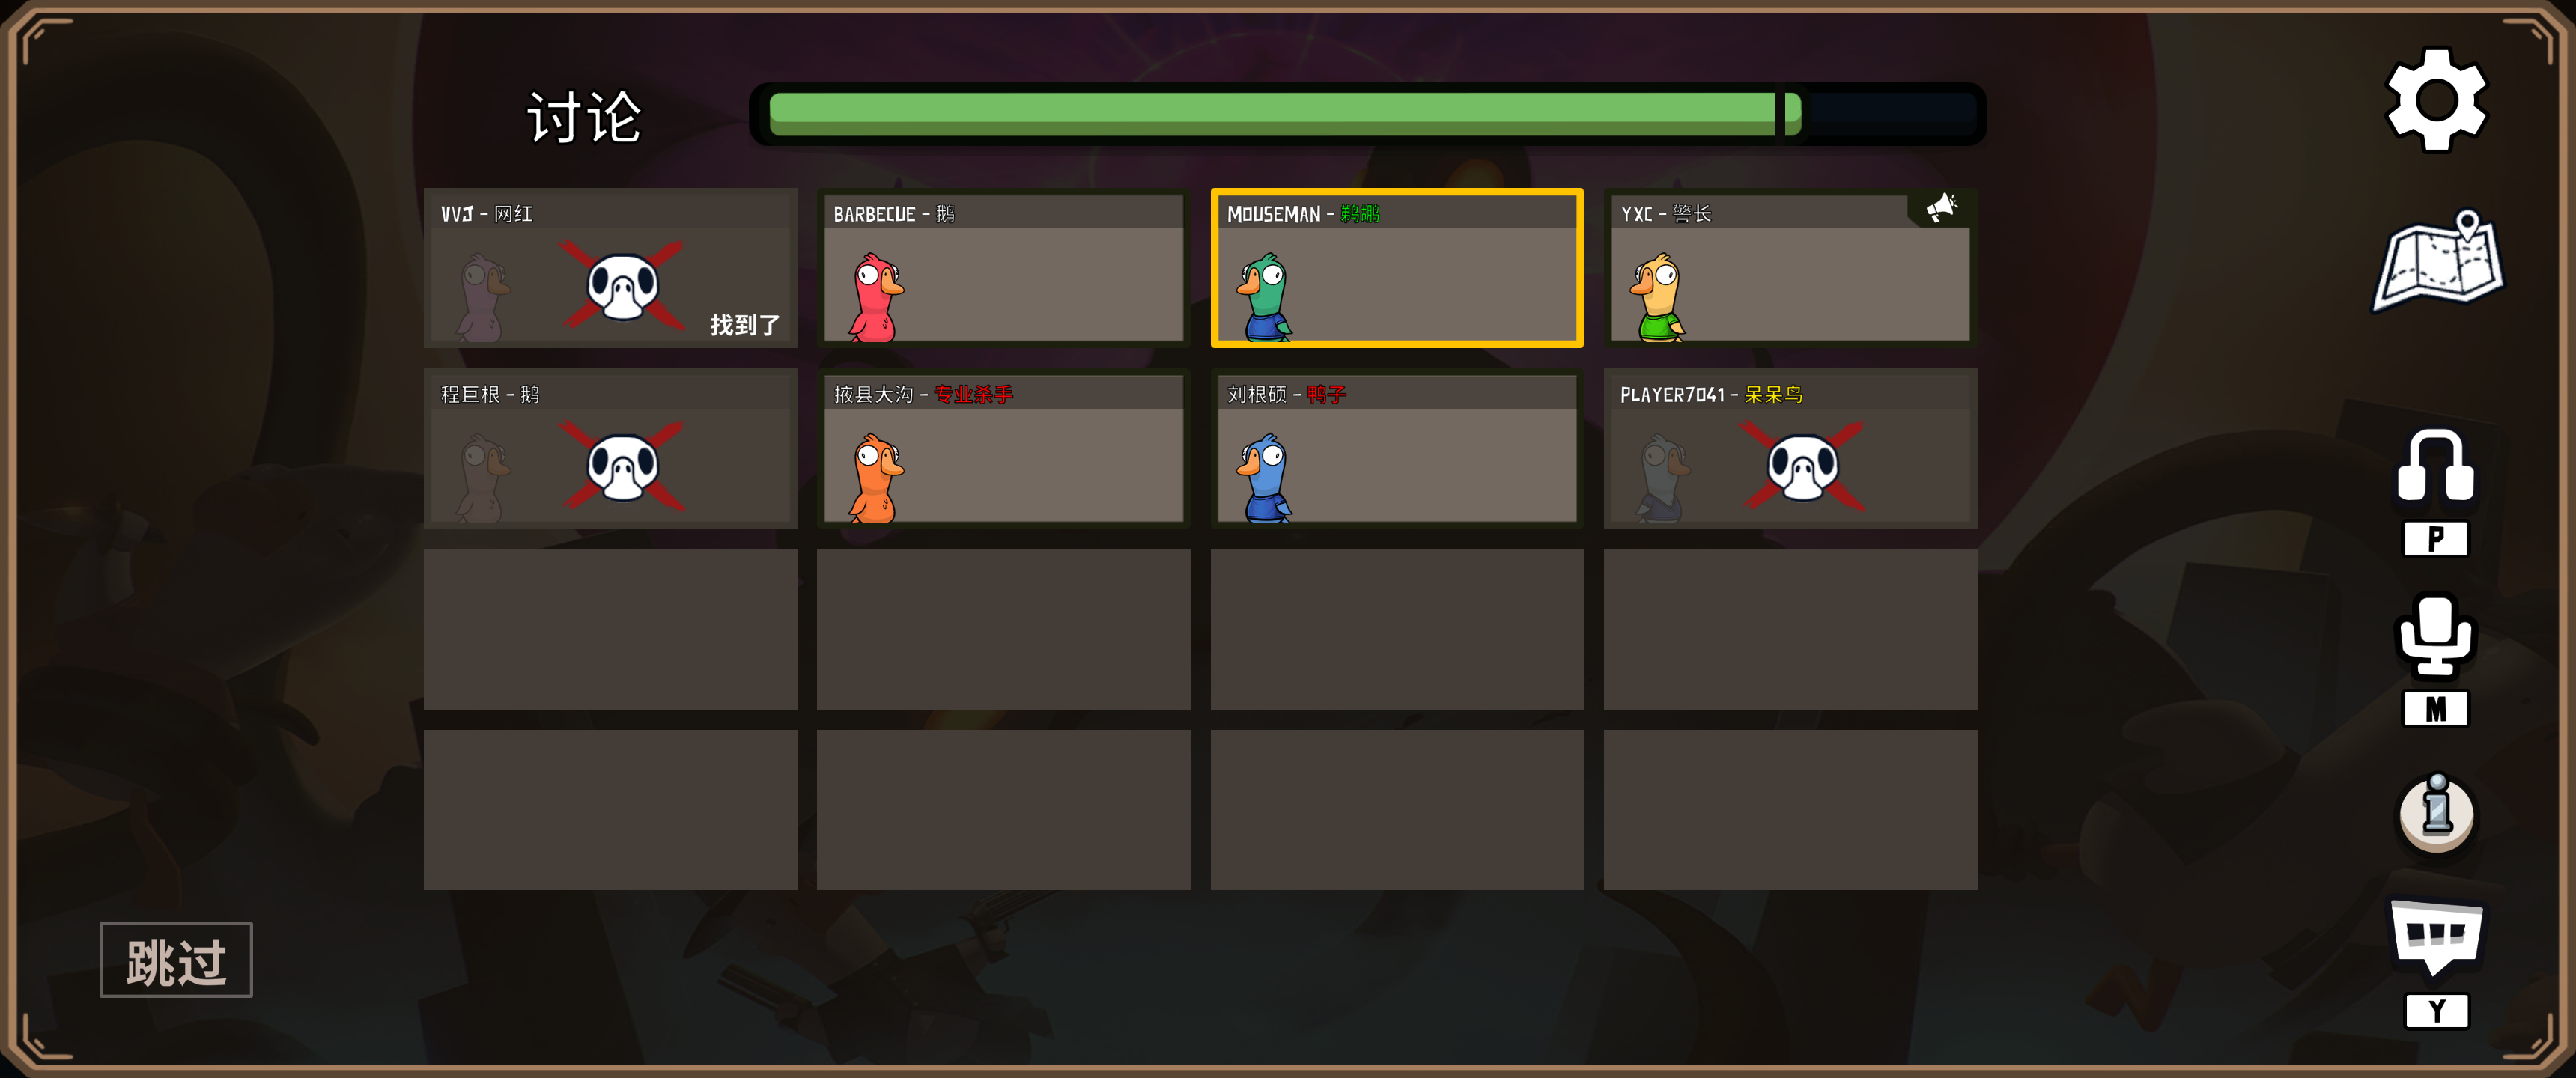 讨论
VVJ - 网红
找到了
BARBECUE - 鹅
MOUSEMAN - 鹈鹕
YXC - 警长
程巨根 - 鹅
掖县大沟 - 专业杀手
刘根硕 - 鸭子
PLAYER7041 - 呆呆鸟
P
M
跳过
Y